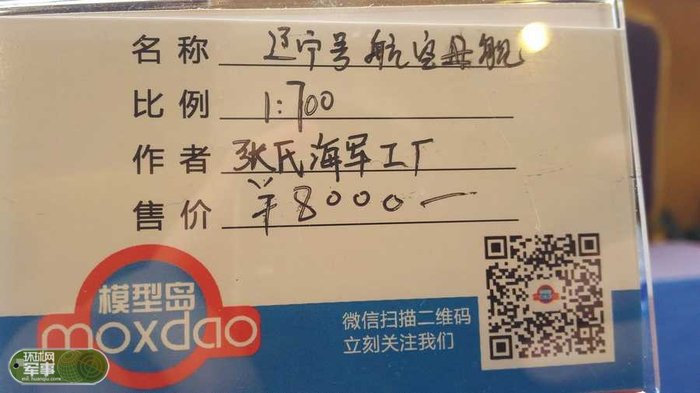 名称 辽宁号航空母舰
比例 1:700
作者 张氏海军工厂
售价 ¥8000—
模型岛
moxdao
微信扫描二维码
立刻关注我们
环球网
军事